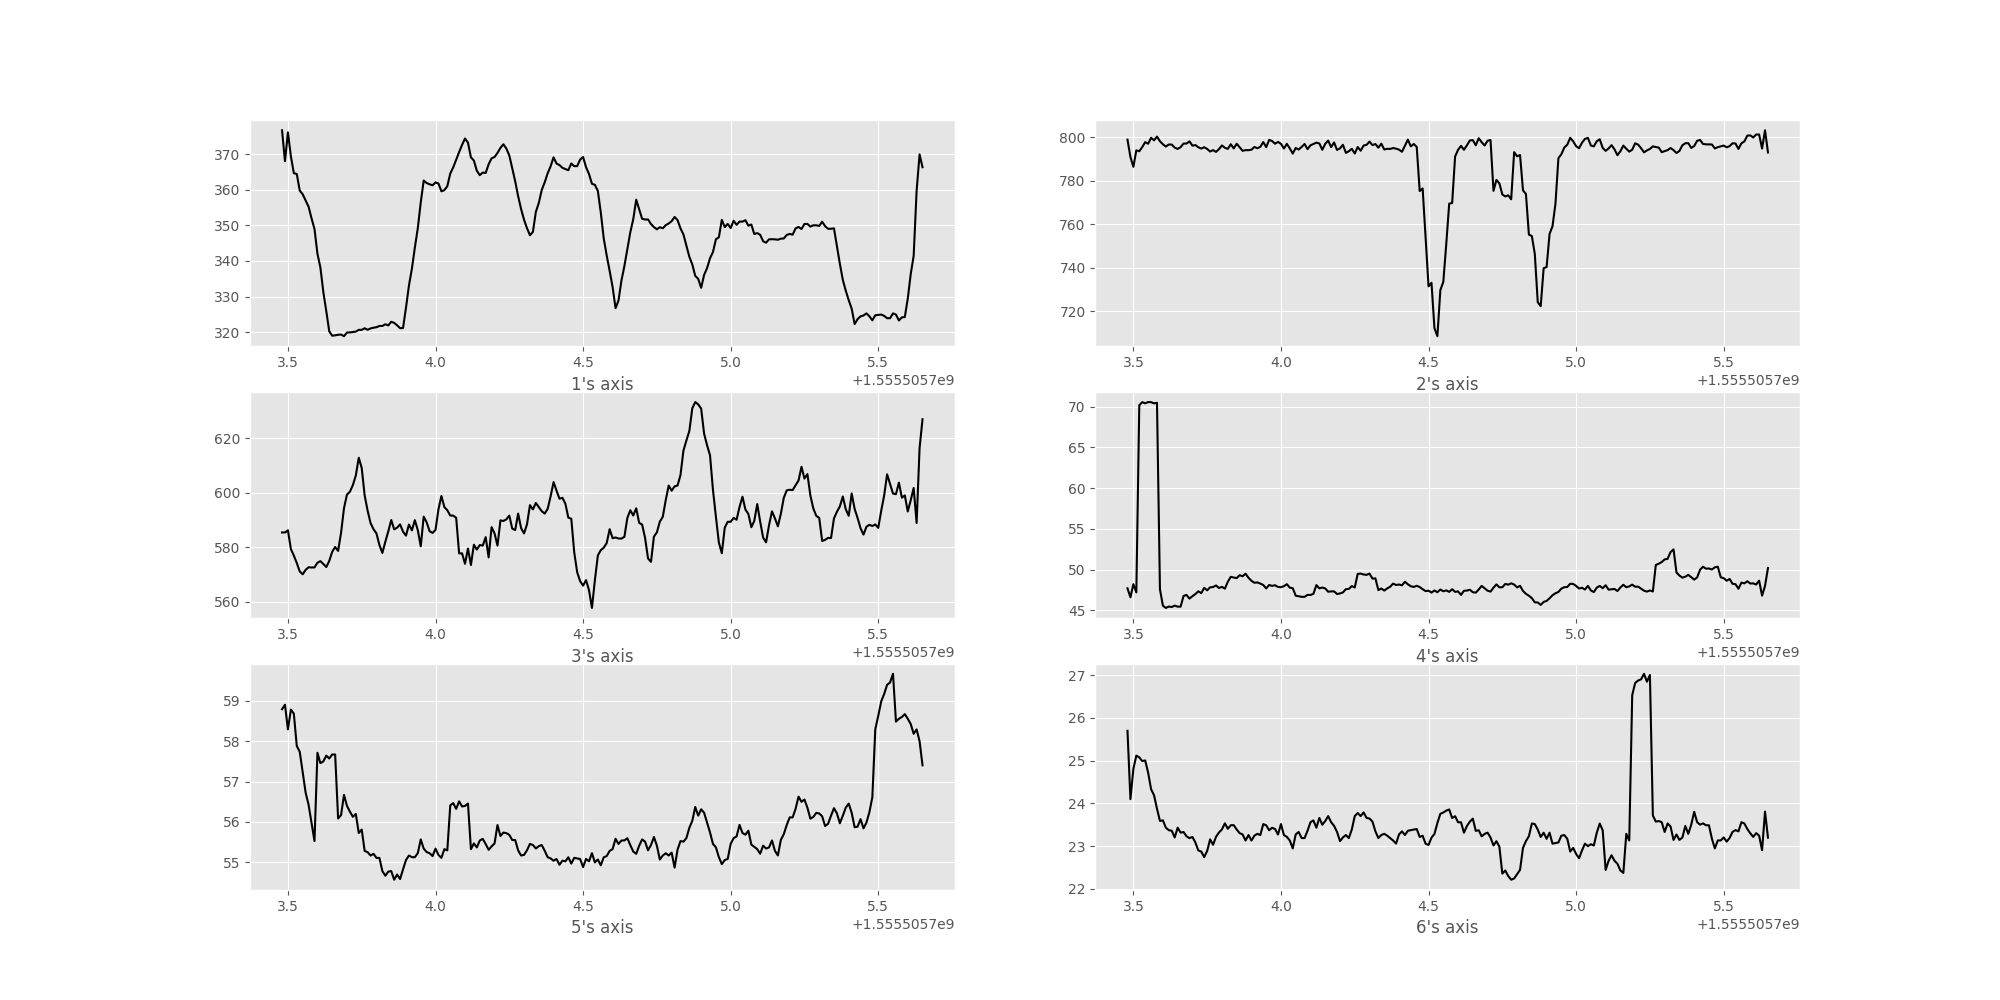 370
360
350
340
330
320
3.5 4.0 4.5 5.0 5.5
+1.5555057e9
1's axis
800
780
760
740
720
3.5 4.0 4.5 5.0 5.5
+1.5555057e9
2's axis
620
600
580
560
3.5 4.0 4.5 5.0 5.5
+1.5555057e9
3's axis
70
65
60
55
50
45
3.5 4.0 4.5 5.0 5.5
+1.5555057e9
4's axis
59
58
57
56
55
3.5 4.0 4.5 5.0 5.5
+1.5555057e9
5's axis
27
26
25
24
23
22
3.5 4.0 4.5 5.0 5.5
+1.5555057e9
6's axis